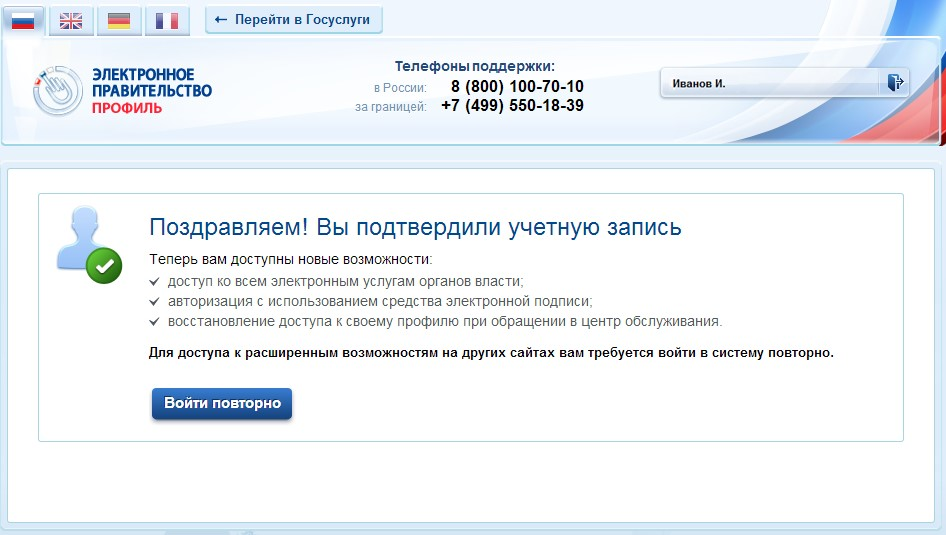 ← Перейти в Госуслуги
ЭЛЕКТРОННОЕ
ПРАВИТЕЛЬСТВО
ПРОФИЛЬ
Телефоны поддержки:
в России: 8 (800) 100-70-10
за границей: +7 (499) 550-18-39
Иванов И.
Поздравляем! Вы подтвердили учетную запись
Теперь вам доступны новые возможности:
доступ ко всем электронным услугам органов власти;
авторизация с использованием средства электронной подписи;
восстановление доступа к своему профилю при обращении в центр обслуживания.
Для доступа к расширенным возможностям на других сайтах вам требуется войти в систему повторно.
Войти повторно